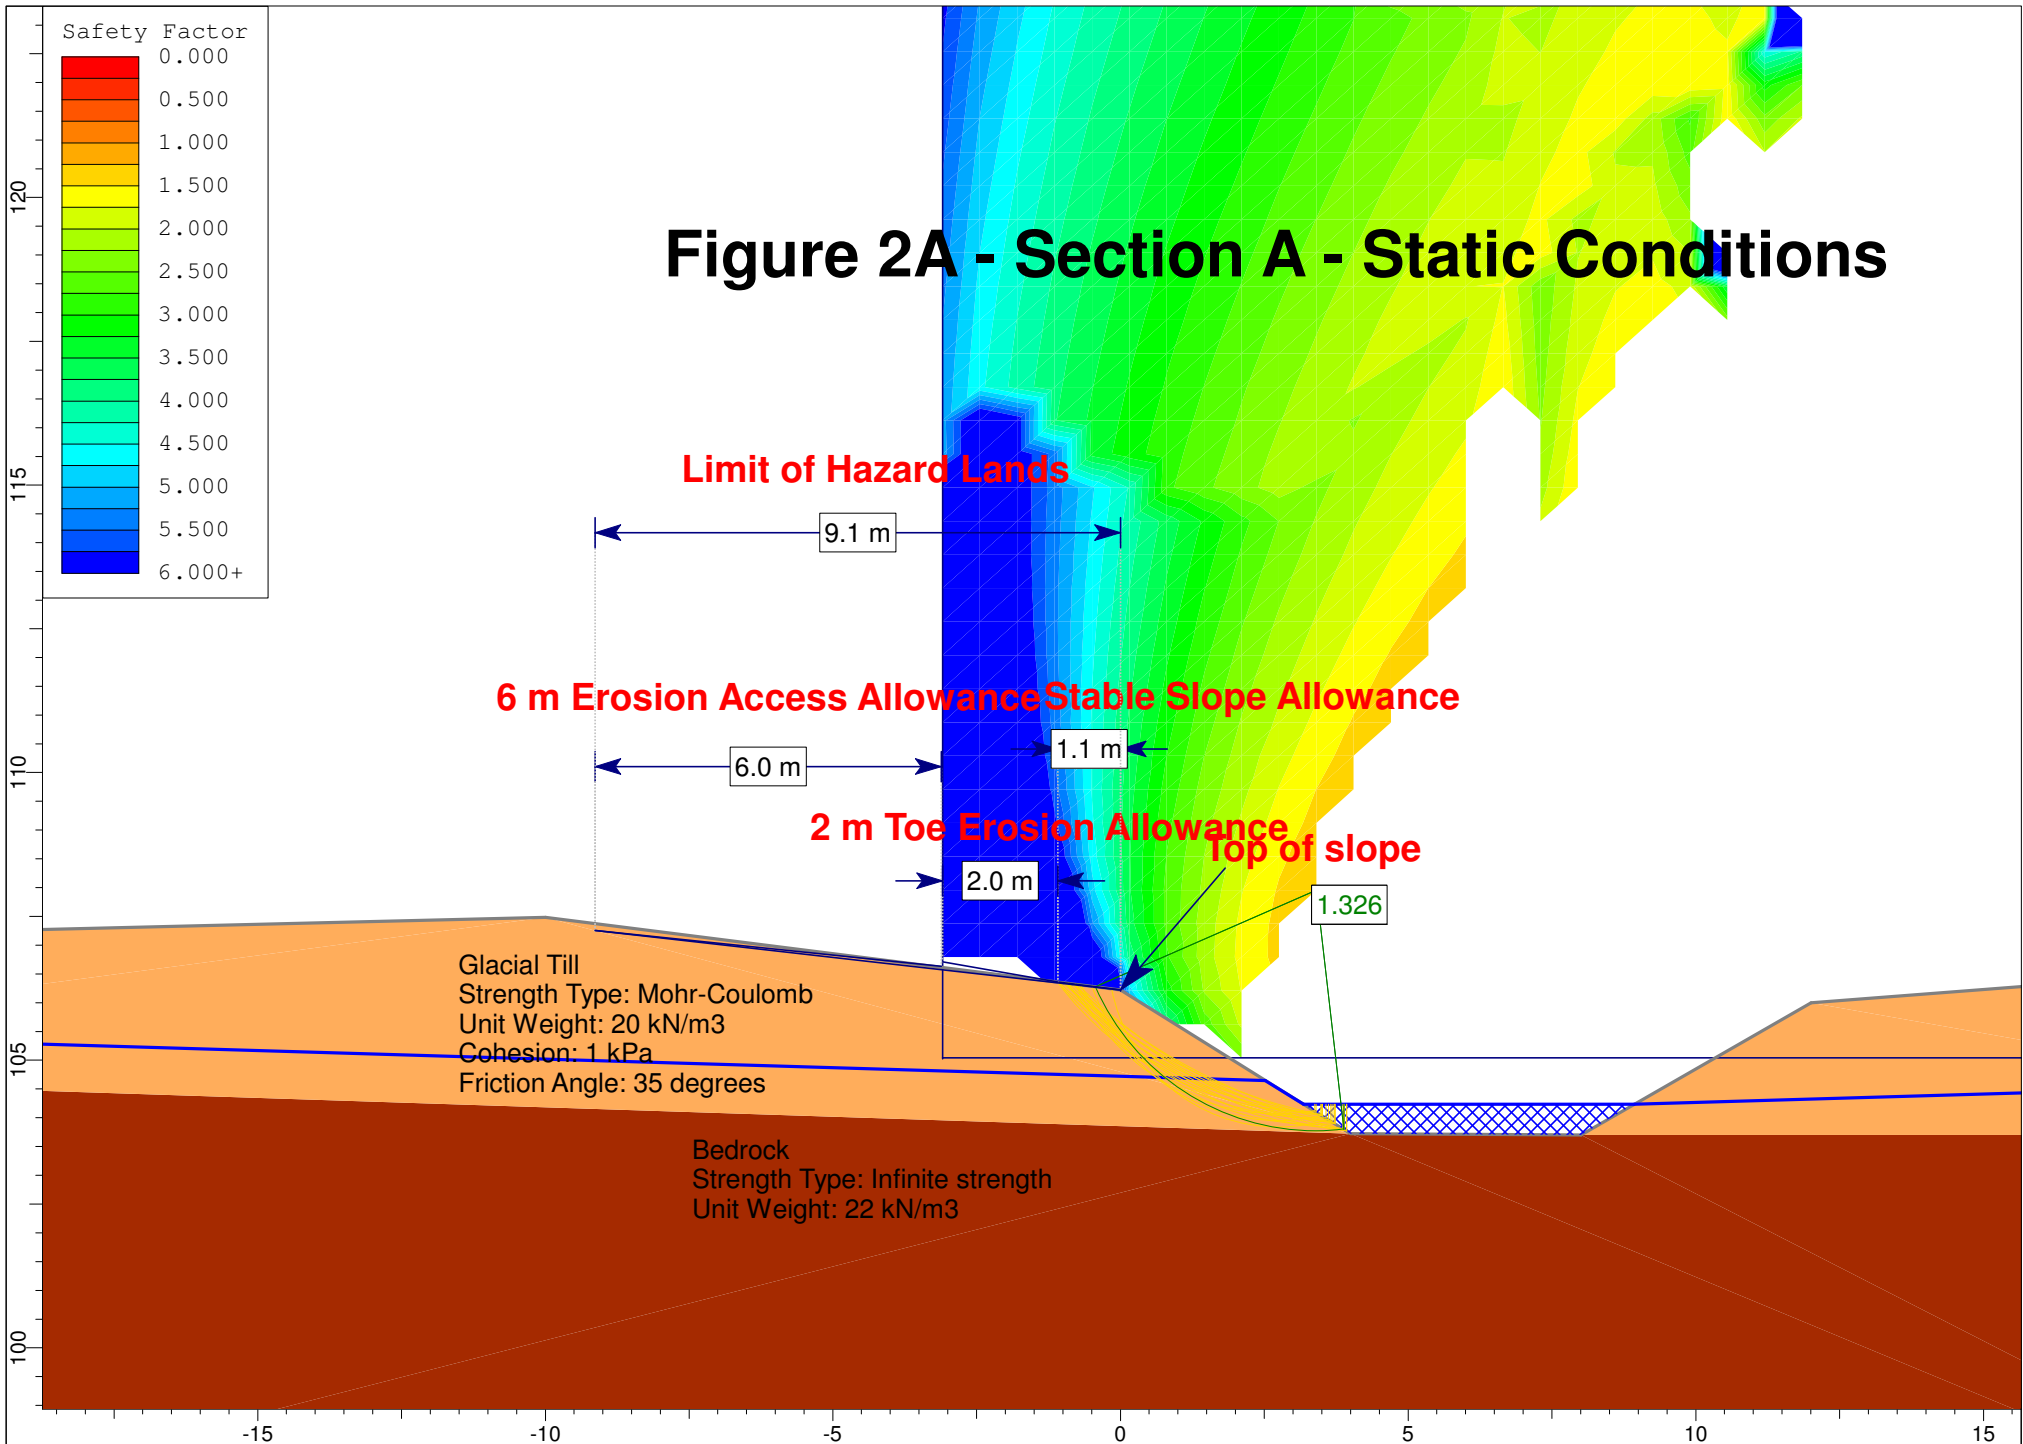 Safety Factor
0.000
0.500
1.000
1.500
2.000
2.500
3.000
3.500
4.000
4.500
5.000
5.500
6.000+
Figure 2A - Section A - Static Conditions
Limit of Hazard Lands
9.1 m
6 m Erosion Access Allowance
Stable Slope Allowance
1.1 m
6.0 m
2 m Toe Erosion Allowance
Top of slope
2.0 m
1.326
Glacial Till
Strength Type: Mohr-Coulomb
Unit Weight: 20 kN/m3
Cohesion: 1 kPa
Friction Angle: 35 degrees
Bedrock
Strength Type: Infinite strength
Unit Weight: 22 kN/m3
120
115
110
105
100
-15
-10
-5
0
5
10
15